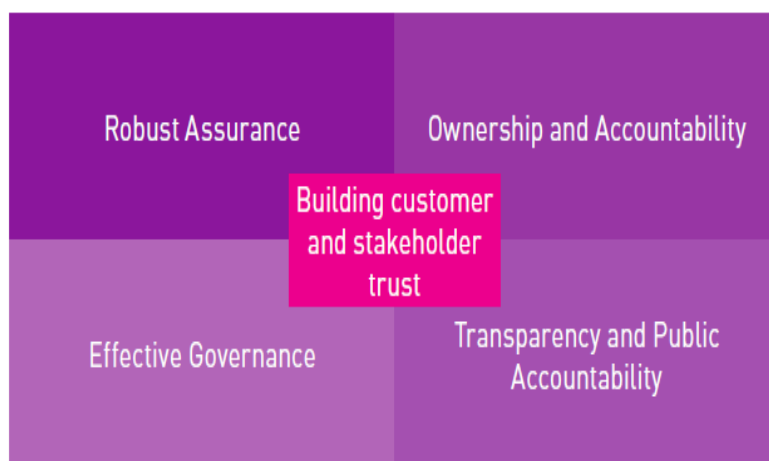 Robust Assurance
Ownership and Accountability
Building customer
and stakeholder
trust
Effective Governance
Transparency and Public
Accountability